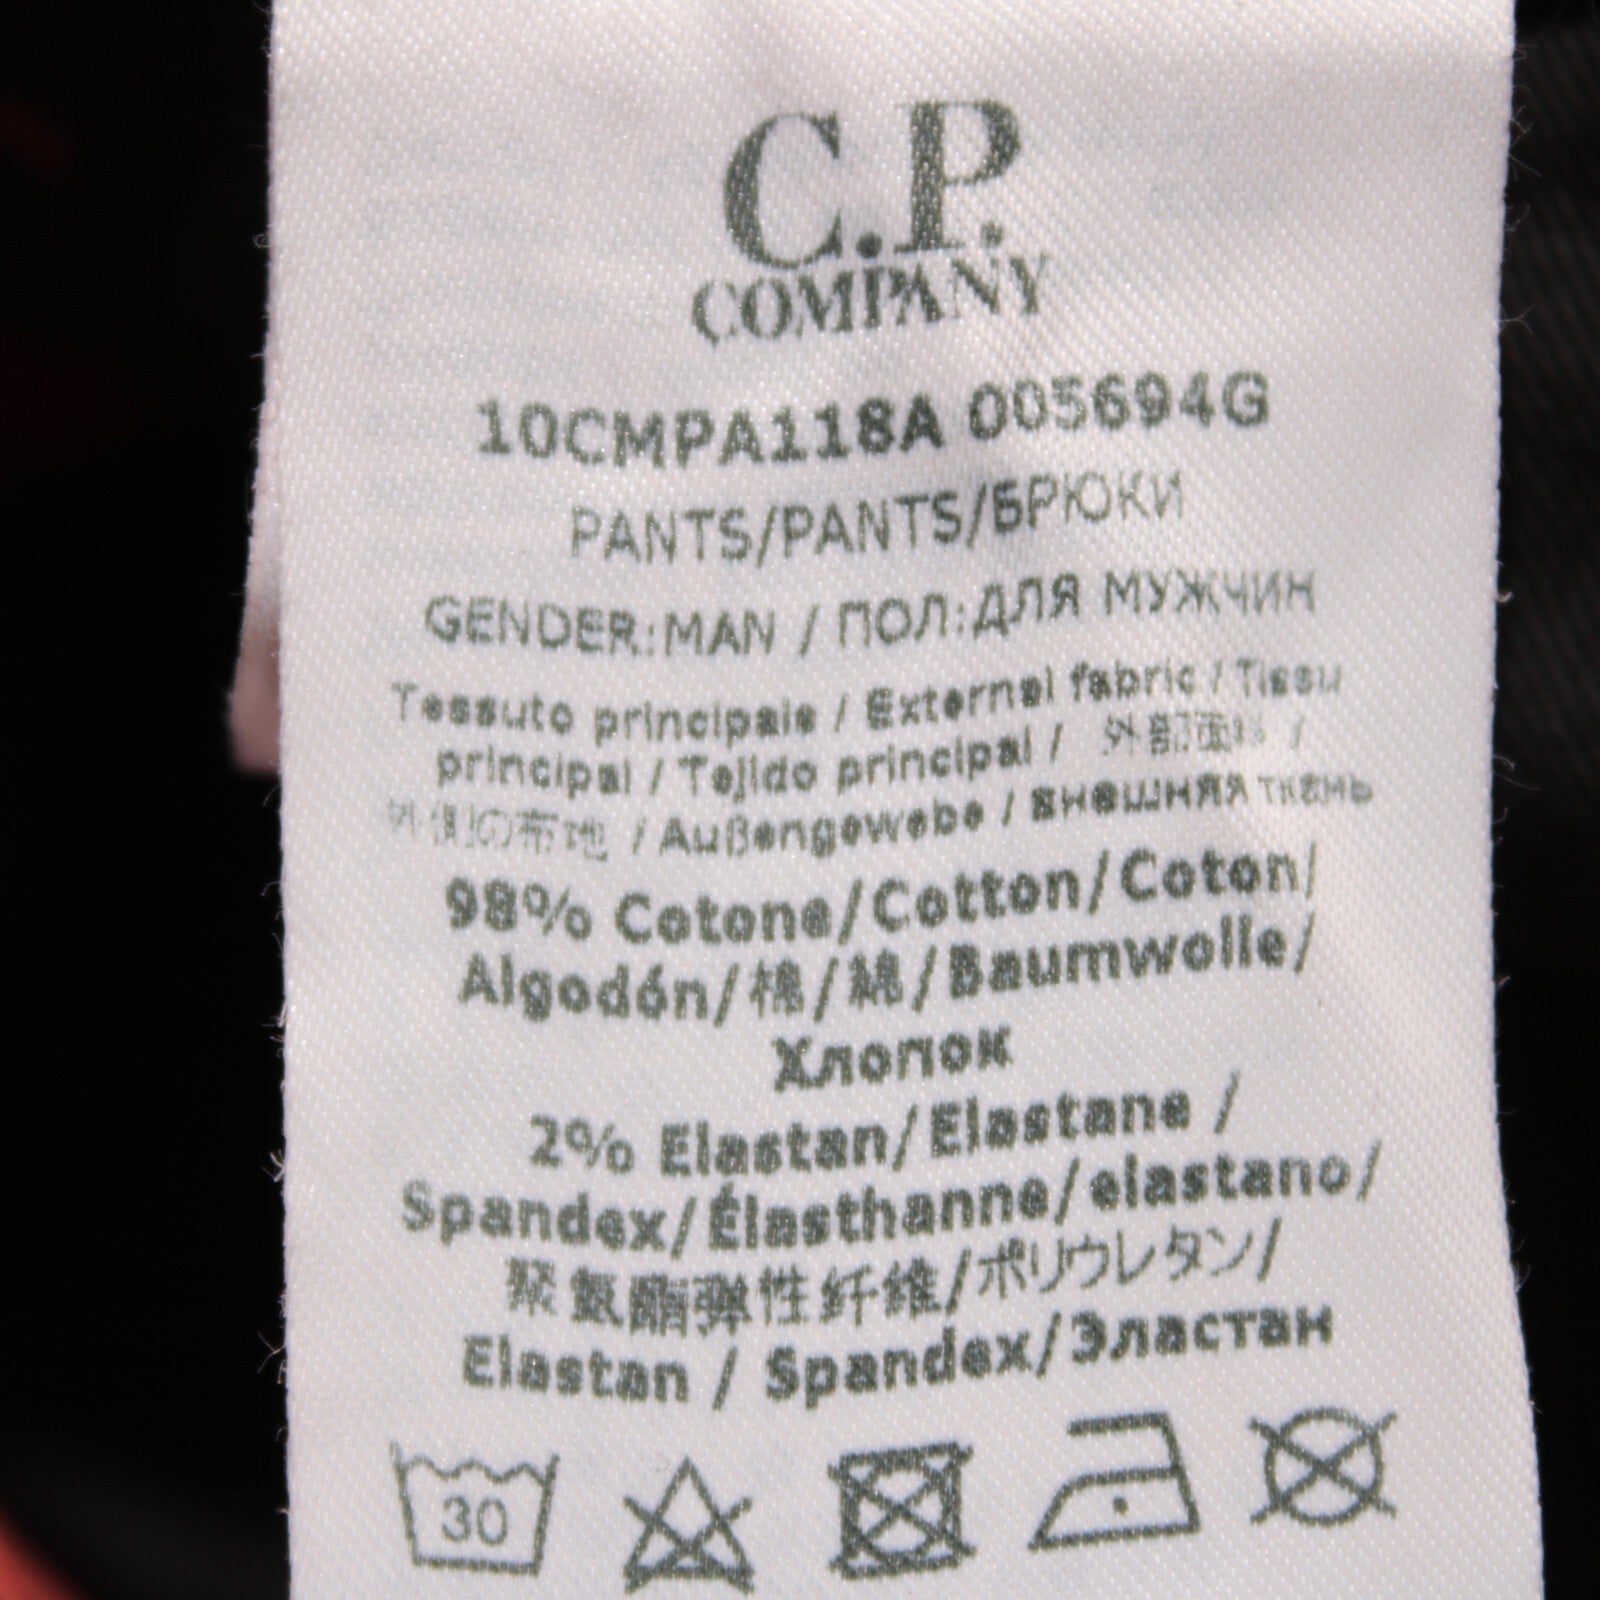 C.P.
COMPANY
10CMPA118A 005694G
PANTS/PANTS/БРЮКИ
GENDER:MAN / ПОЛ:ДЛЯ МУЖЧИН
Tessuto principale / External fabric / Tissu
principal / Tejido principal / 外部面料 /
外側の布地 / Außengewebe / внешняя ткань
98% Cotone/Cotton/Coton/
Algodón/棉/綿/Baumwolle/
Хлопок
2% Elastan/Elastane /
Spandex/Élasthanne/elastano/
聚氨酯弹性纤维/ポリウレタン/
Elastan / Spandex/Эластан
30